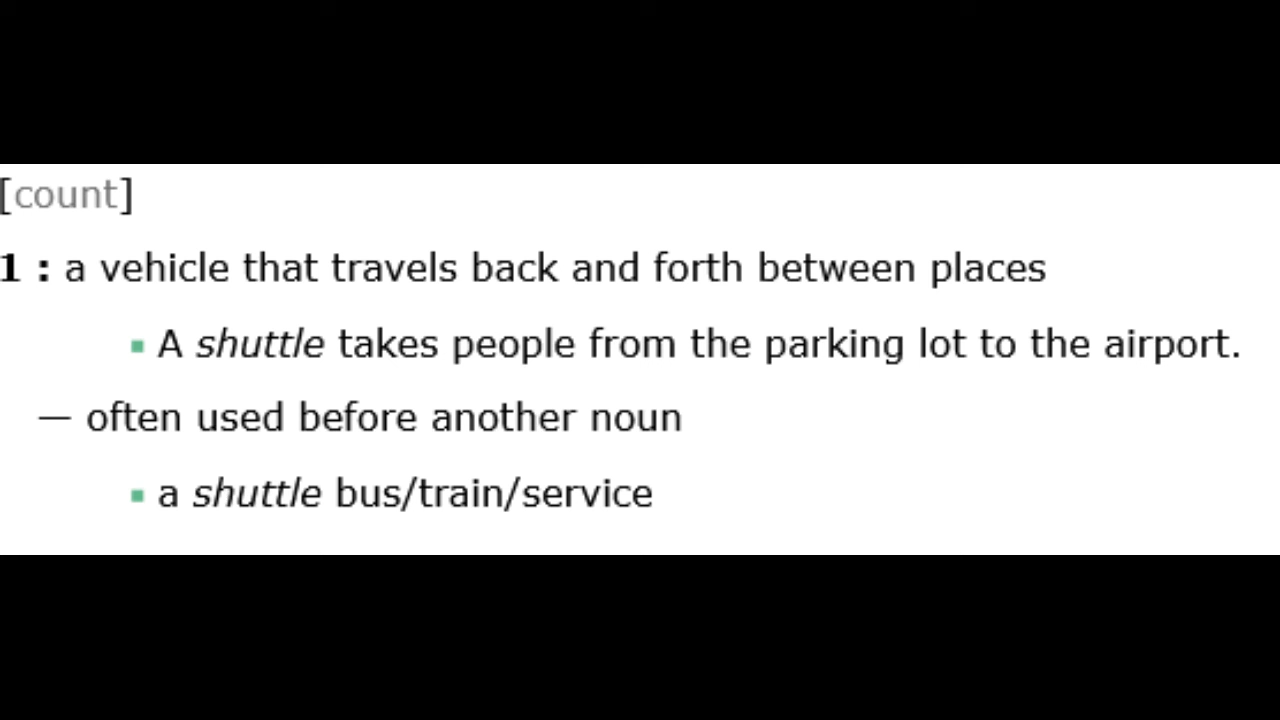 [count]
1 : a vehicle that travels back and forth between places
▪ A shuttle takes people from the parking lot to the airport.
— often used before another noun
▪ a shuttle bus/train/service